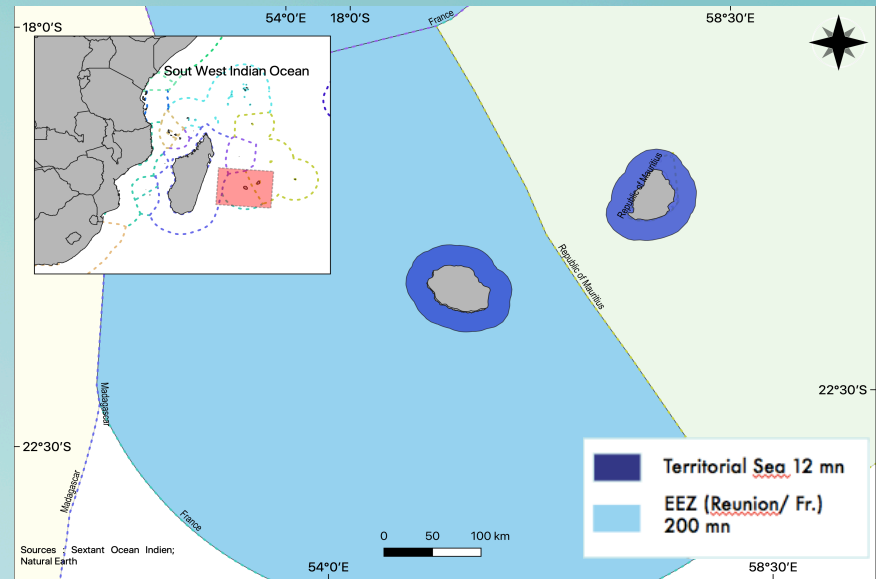 54°0'E 18°0'S France 58°30'E
18°0'S
Sout West Indian Ocean
Republic of Mauritius
Republic of Mauritius
Madagascar
22°30'S
22°30'S
Madagascar
France
Territorial Sea 12 mn
EEZ (Reunion/ Fr.)
200 mn
0 50 100 km
Sources : Sextant Ocean Indien;
Natural Earth
54°0'E 58°30'E